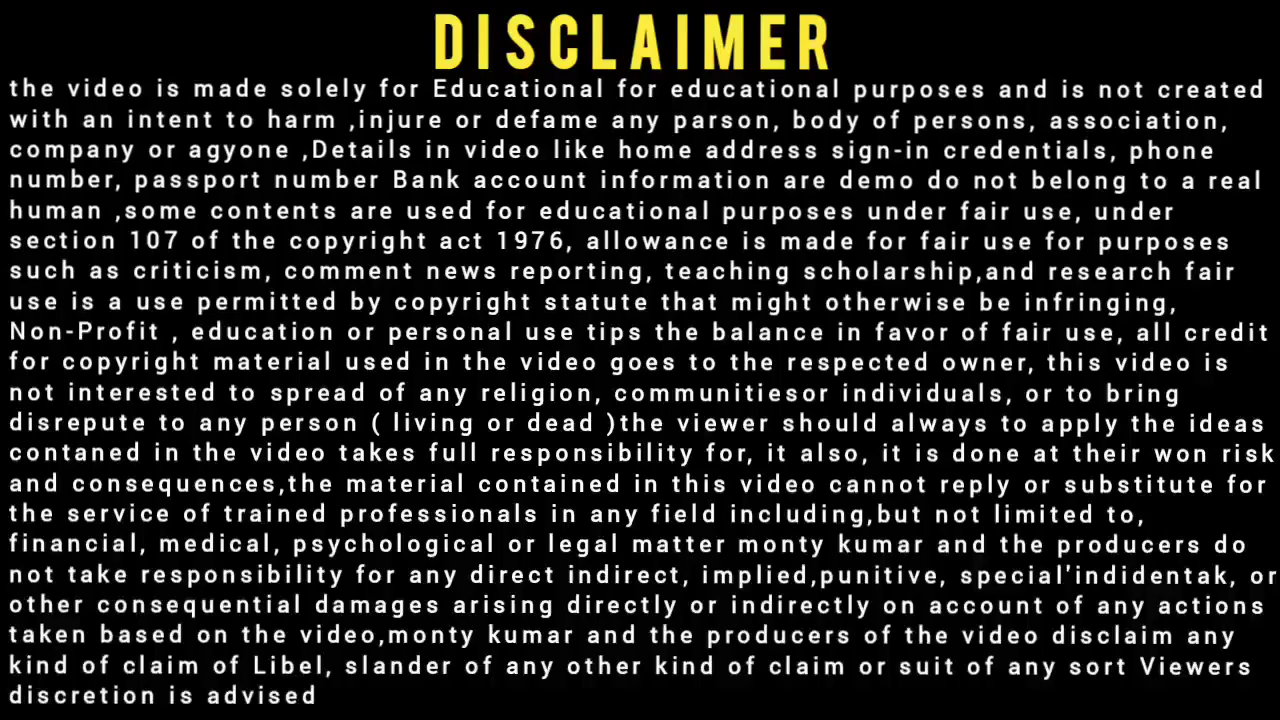 DISCLAIMER
the video is made solely for Educational for educational purposes and is not created
with an intent to harm ,injure or defame any parson, body of persons, association,
company or agyone ,Details in video like home address sign-in credentials, phone
number, passport number Bank account information are demo do not belong to a real
human ,some contents are used for educational purposes under fair use, under
section 107 of the copyright act 1976, allowance is made for fair use for purposes
such as criticism, comment news reporting, teaching scholarship,and research fair
use is a use permitted by copyright statute that might otherwise be infringing,
Non-Profit , education or personal use tips the balance in favor of fair use, all credit
for copyright material used in the video goes to the respected owner, this video is
not interested to spread of any religion, communitiesor individuals, or to bring
disrepute to any person ( living or dead )the viewer should always to apply the ideas
contaned in the video takes full responsibility for, it also, it is done at their won risk
and consequences,the material contained in this video cannot reply or substitute for
the service of trained professionals in any field including,but not limited to,
financial, medical, psychological or legal matter monty kumar and the producers do
not take responsibility for any direct indirect, implied,punitive, special'indidentak, or
other consequential damages arising directly or indirectly on account of any actions
taken based on the video,monty kumar and the producers of the video disclaim any
kind of claim of Libel, slander of any other kind of claim or suit of any sort Viewers
discretion is advised